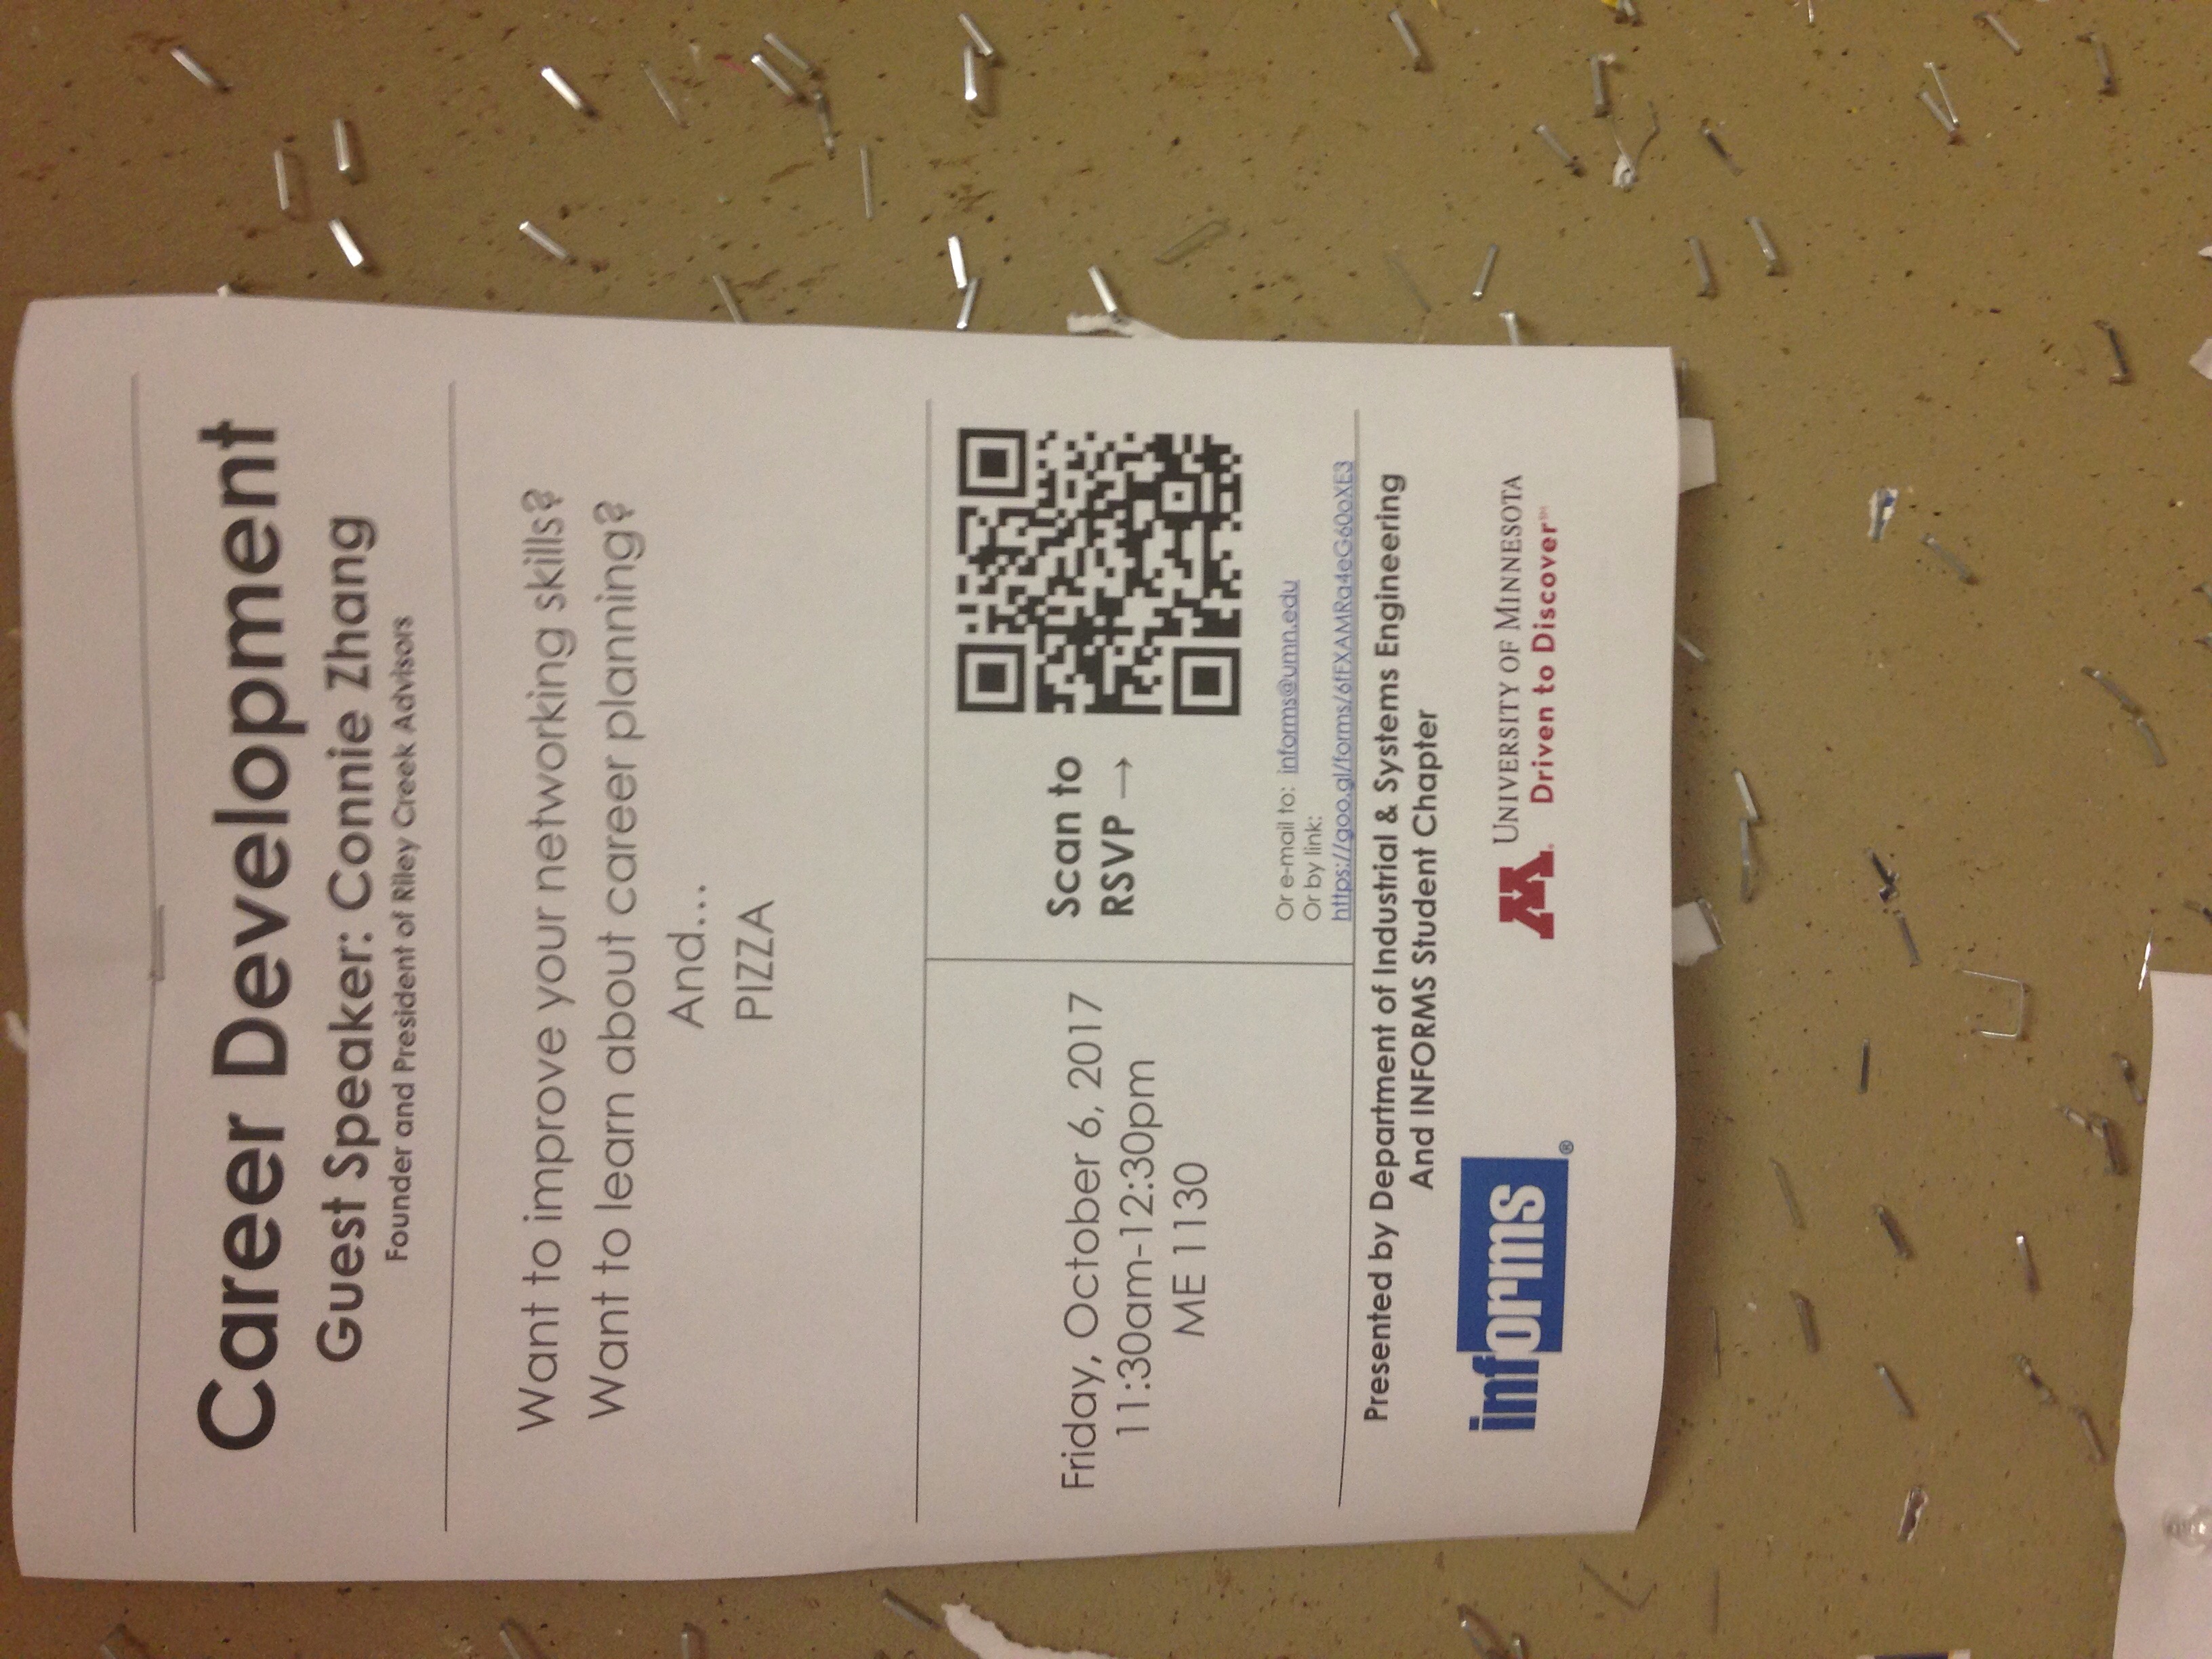 Career Development
Guest Speaker: Connie Zhang
Founder and President of Riley Creek Advisors
Want to improve your networking skills?
Want to learn about career planning?
And...
PIZZA
Friday, October 6, 2017
11:30am-12:30pm
ME 1130
Scan to
RSVP →
Or e-mail to: informs@umn.edu
Or by link:
https://goo.gl/forms/6fFXAMRa4eG60oXE3
Presented by Department of Industrial & Systems Engineering
And INFORMS Student Chapter
informs®
M. UNIVERSITY OF MINNESOTA
Driven to Discover℠